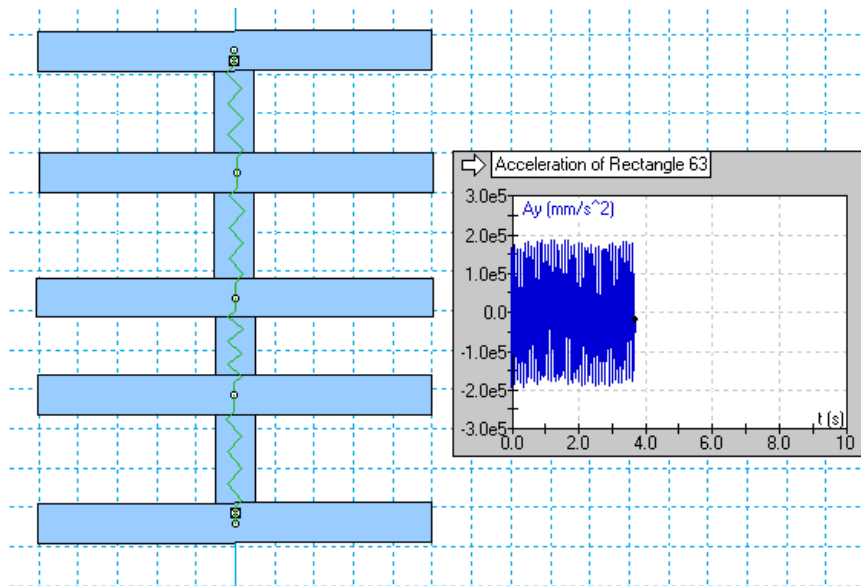 Acceleration of Rectangle 63
Ay (mm/s^2)
3.0e5
2.0e5
1.0e5
0.0
-1.0e5
-2.0e5
-3.0e5
t (s)
0.0 2.0 4.0 6.0 8.0 10